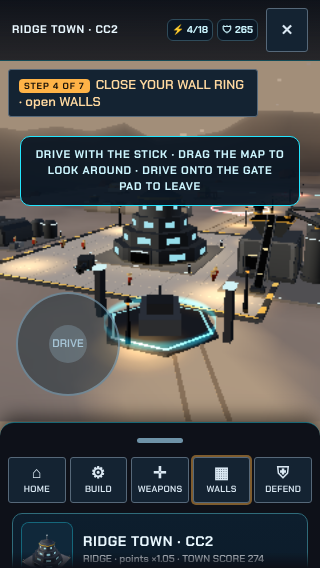 RIDGE TOWN · CC2
⚡ 4/18
🛡 265
✕
STEP 4 OF 7 CLOSE YOUR WALL RING
· open WALLS
DRIVE WITH THE STICK · DRAG THE MAP TO
LOOK AROUND · DRIVE ONTO THE GATE
PAD TO LEAVE
DRIVE
HOME
BUILD
WEAPONS
WALLS
DEFEND
RIDGE TOWN · CC2
RIDGE · points ×1.05 · TOWN SCORE 274